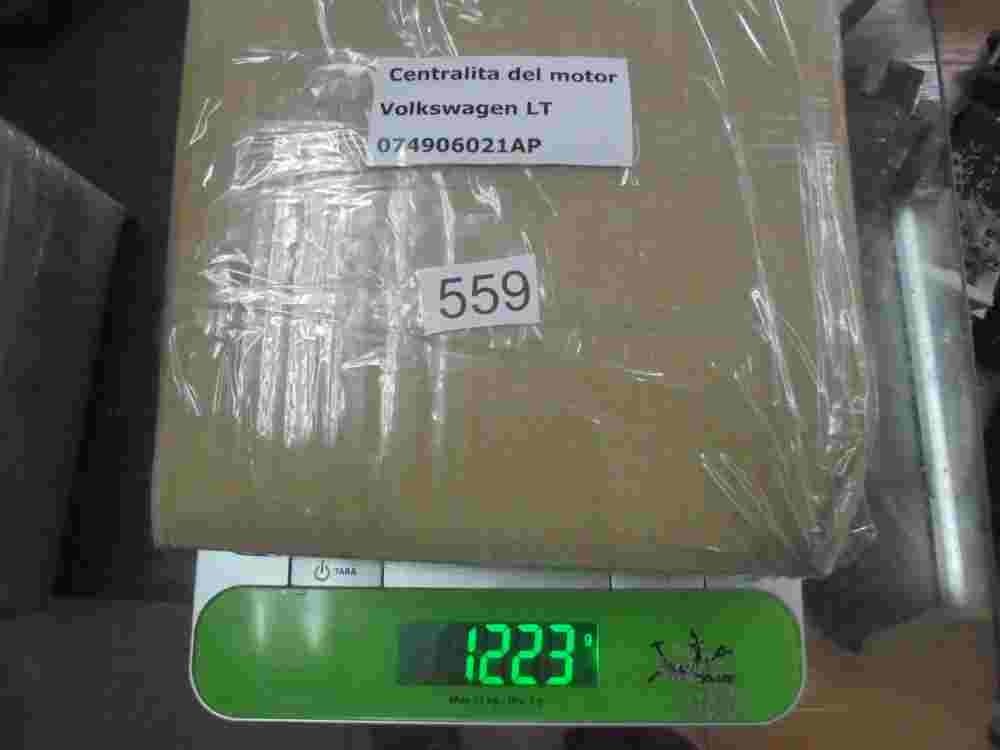 Centralita del motor
Volkswagen LT
074906021AP
559
TARA
1223 g